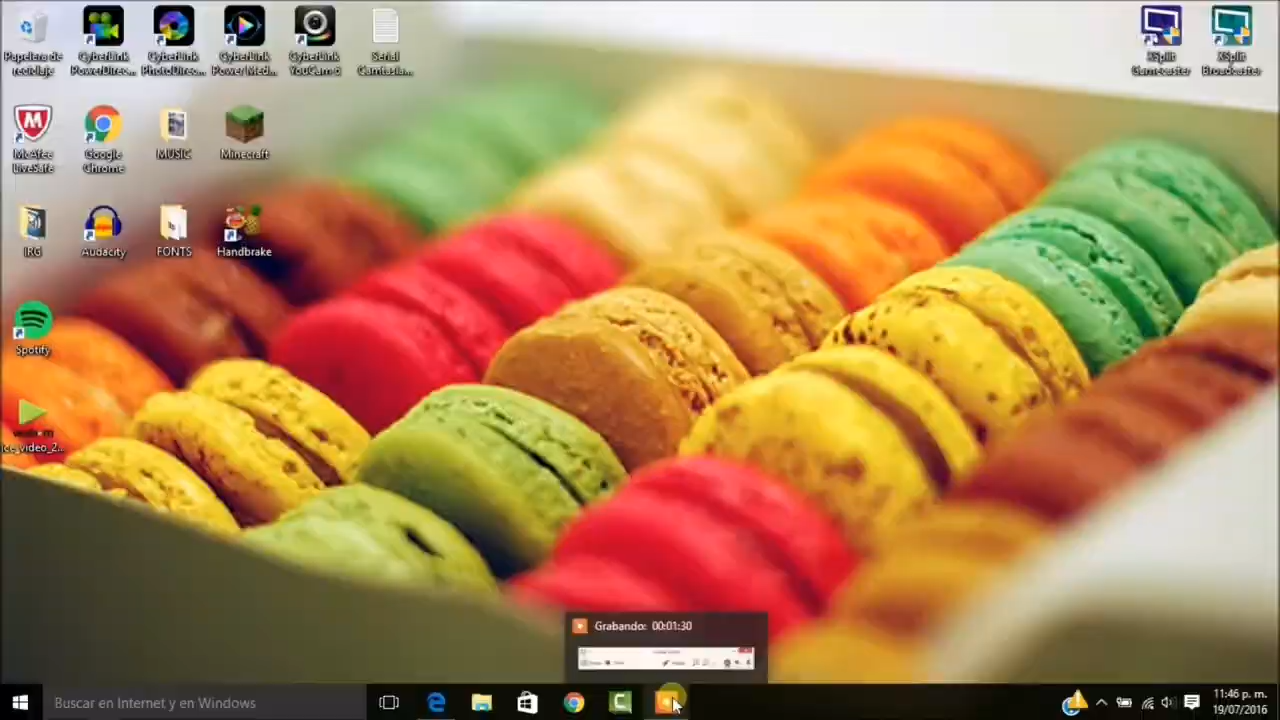 Papelera de
reciclaje
CyberLink
PowerDirec...
CyberLink
PhotoDirec...
CyberLink
Power Med...
CyberLink
YouCam 6
Serial
Camtasia...
XSplit
Gamecaster
XSplit
Broadcaster
McAfee
LiveSafe
Google
Chrome
MUSIC
Minecraft
IRG
Audacity
FONTS
Handbrake
Spotify
video_2...
Grabando: 00:01:30
Buscar en Internet y en Windows
11:46 p. m.
19/07/2016